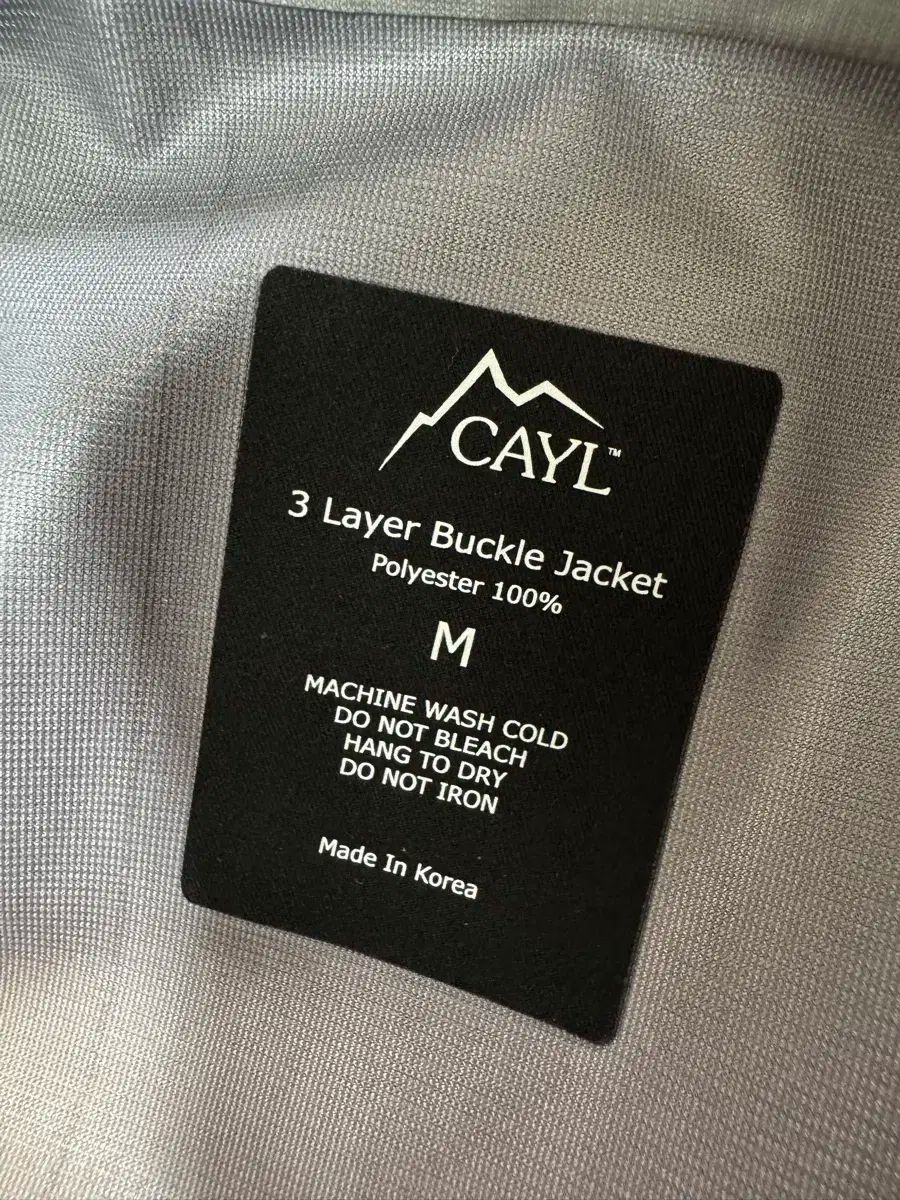 CAYL™
3 Layer Buckle Jacket
Polyester 100%
M
MACHINE WASH COLD
DO NOT BLEACH
HANG TO DRY
DO NOT IRON
Made In Korea